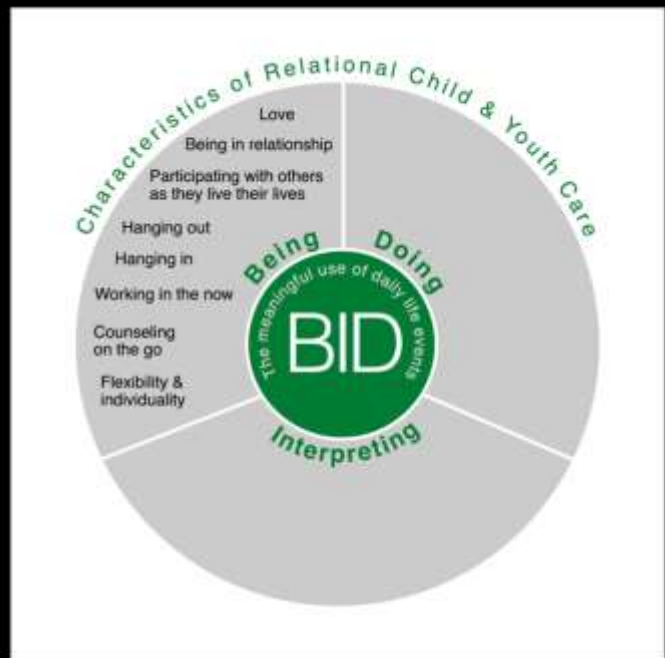 Characteristics of Relational Child & Youth Care
Love
Being in relationship
Participating with others
as they live their lives
Hanging out
Hanging in
Working in the now
Counseling
on the go
Flexibility &
individuality
Being
Doing
The meaningful use of daily life events
BID
Interpreting